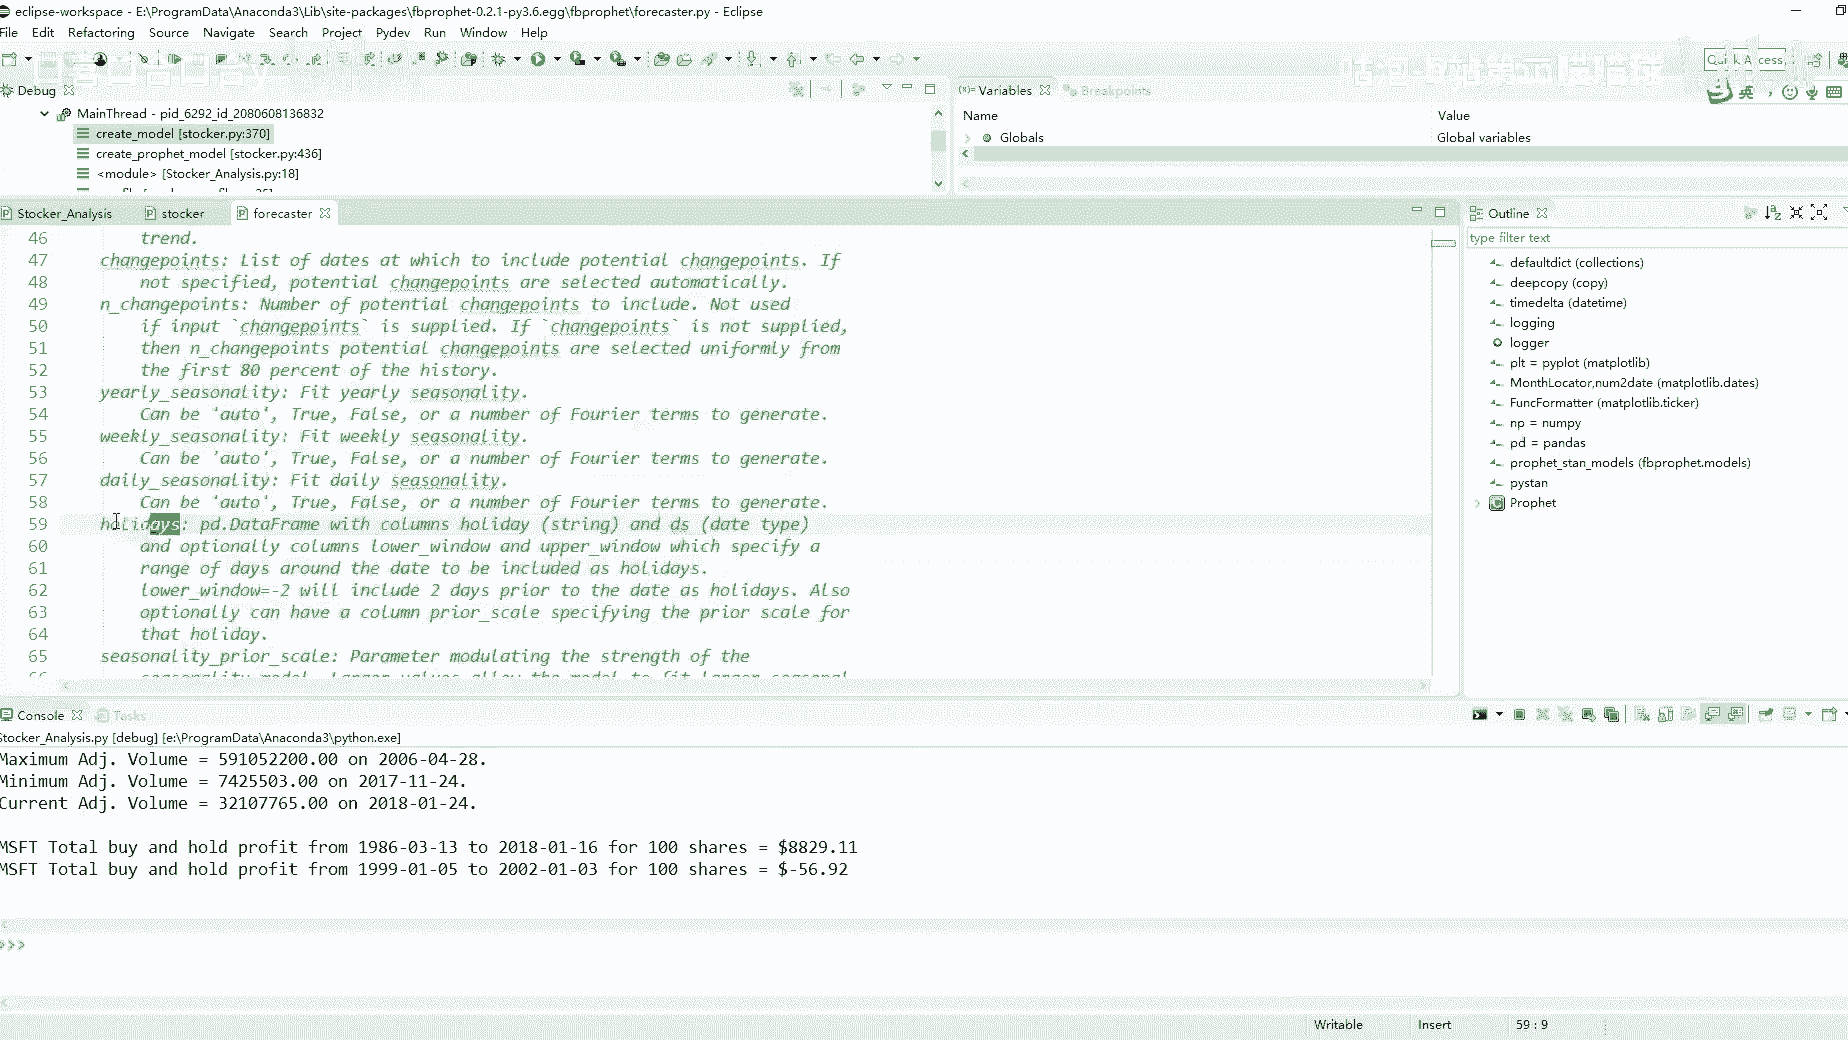 eclipse-workspace - E:\ProgramData\Anaconda3\Lib\site-packages\fbprophet-0.2.1-py3.6.egg\fbprophet\forecaster.py - Eclipse
File Edit Refactoring Source Navigate Search Project Pydev Run Window Help
Quick Access
Debug
MainThread - pid_6292_id_2080608136832
create_model [stocker.py:370]
create_prophet_model [stocker.py:436]
<module> [Stocker_Analysis.py:18]
(x)= Variables Breakpoints
Name Value
Globals Global variables
Stocker_Analysis stocker forecaster
46 trend.
47 changepoints: List of dates at which to include potential changepoints. If
48 not specified, potential changepoints are selected automatically.
49 n_changepoints: Number of potential changepoints to include. Not used
50 if input `changepoints` is supplied. If `changepoints` is not supplied,
51 then n_changepoints potential changepoints are selected uniformly from
52 the first 80 percent of the history.
53 yearly_seasonality: Fit yearly seasonality.
54 Can be 'auto', True, False, or a number of Fourier terms to generate.
55 weekly_seasonality: Fit weekly seasonality.
56 Can be 'auto', True, False, or a number of Fourier terms to generate.
57 daily_seasonality: Fit daily seasonality.
58 Can be 'auto', True, False, or a number of Fourier terms to generate.
59 holidays: pd.DataFrame with columns holiday (string) and ds (date type)
60 and optionally columns lower_window and upper_window which specify a
61 range of days around the date to be included as holidays.
62 lower_window=-2 will include 2 days prior to the date as holidays. Also
63 optionally can have a column prior_scale specifying the prior scale for
64 that holiday.
65 seasonality_prior_scale: Parameter modulating the strength of the
seasonality model. Larger values allow the model to fit larger seasonal
Outline
type filter text
defaultdict (collections)
deepcopy (copy)
timedelta (datetime)
logging
logger
plt = pyplot (matplotlib)
MonthLocator,num2date (matplotlib.dates)
FuncFormatter (matplotlib.ticker)
np = numpy
pd = pandas
prophet_stan_models (fbprophet.models)
pystan
Prophet
Console Tasks
Stocker_Analysis.py [debug] [e:\ProgramData\Anaconda3\python.exe]
Maximum Adj. Volume = 591052200.00 on 2006-04-28.
Minimum Adj. Volume = 7425503.00 on 2017-11-24.
Current Adj. Volume = 32107765.00 on 2018-01-24.
MSFT Total buy and hold profit from 1986-03-13 to 2018-01-16 for 100 shares = $8829.11
MSFT Total buy and hold profit from 1999-01-05 to 2002-01-03 for 100 shares = $-56.92
>>>
Writable Insert 59 : 9